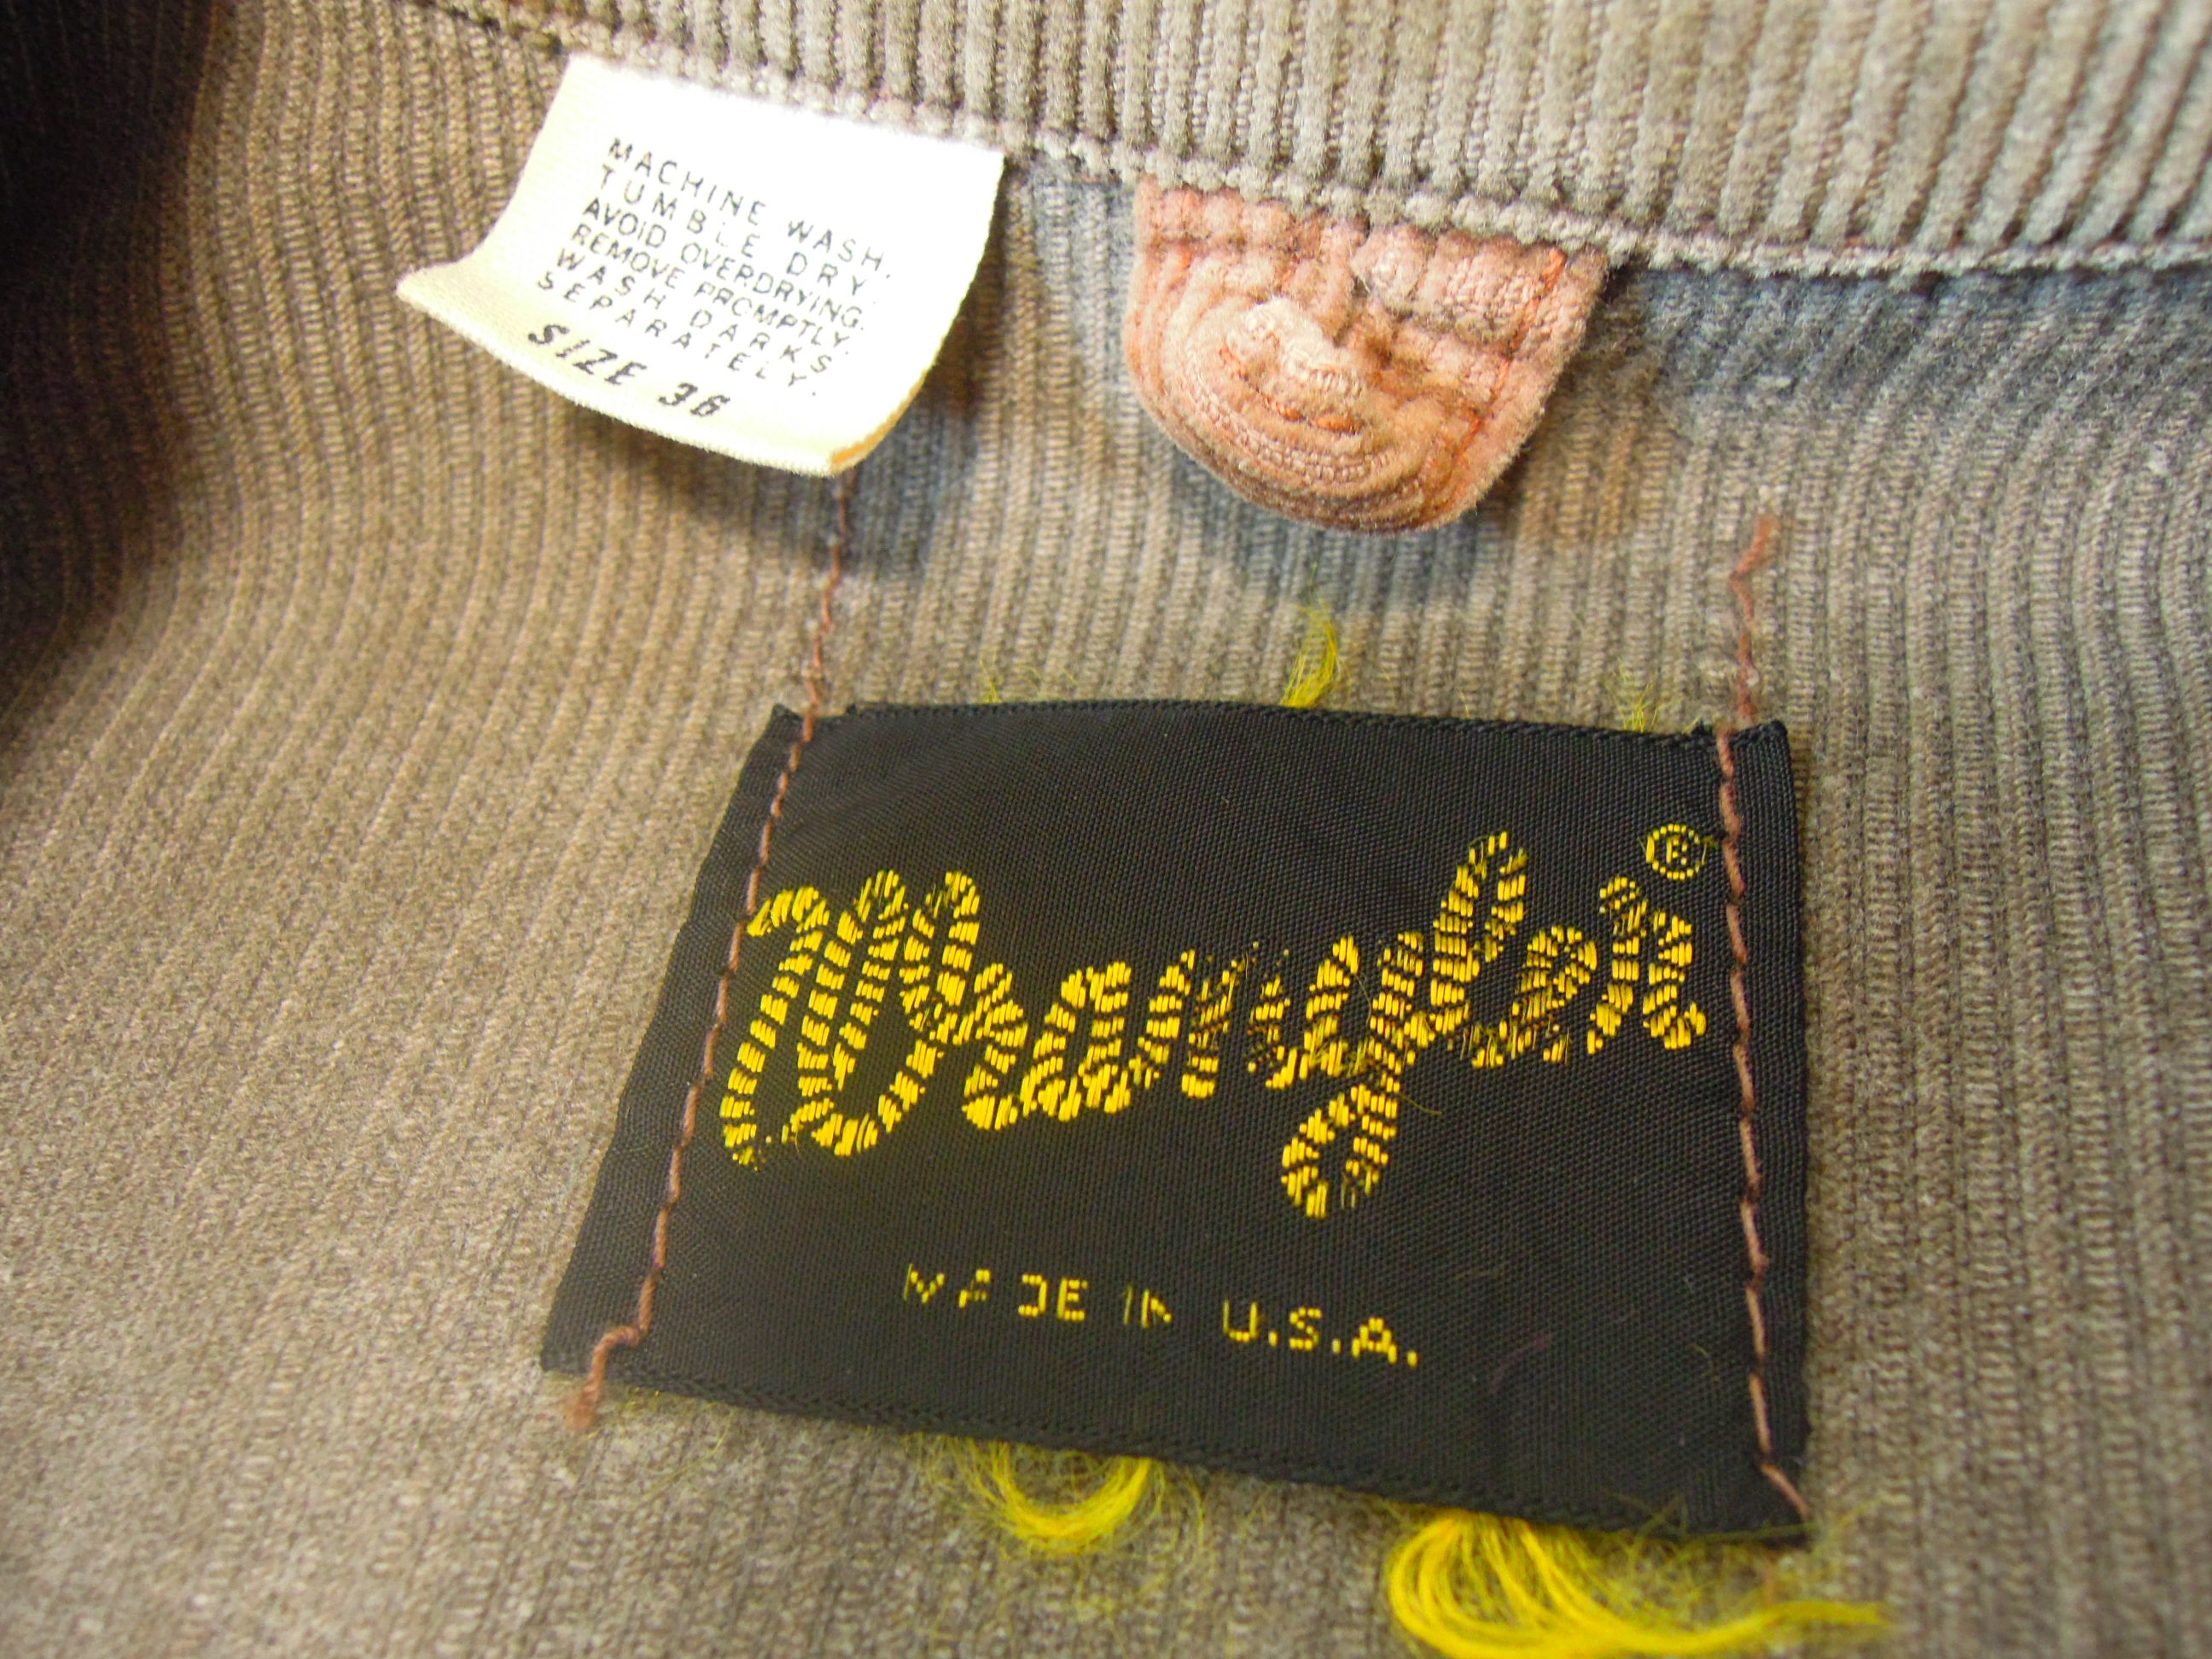 MACHINE WASH.
TUMBLE DRY.
AVOID OVERDRYING.
REMOVE PROMPTLY.
WASH DARKS
SEPARATELY.
SIZE 36
Wrangler ®
MADE IN U.S.A.